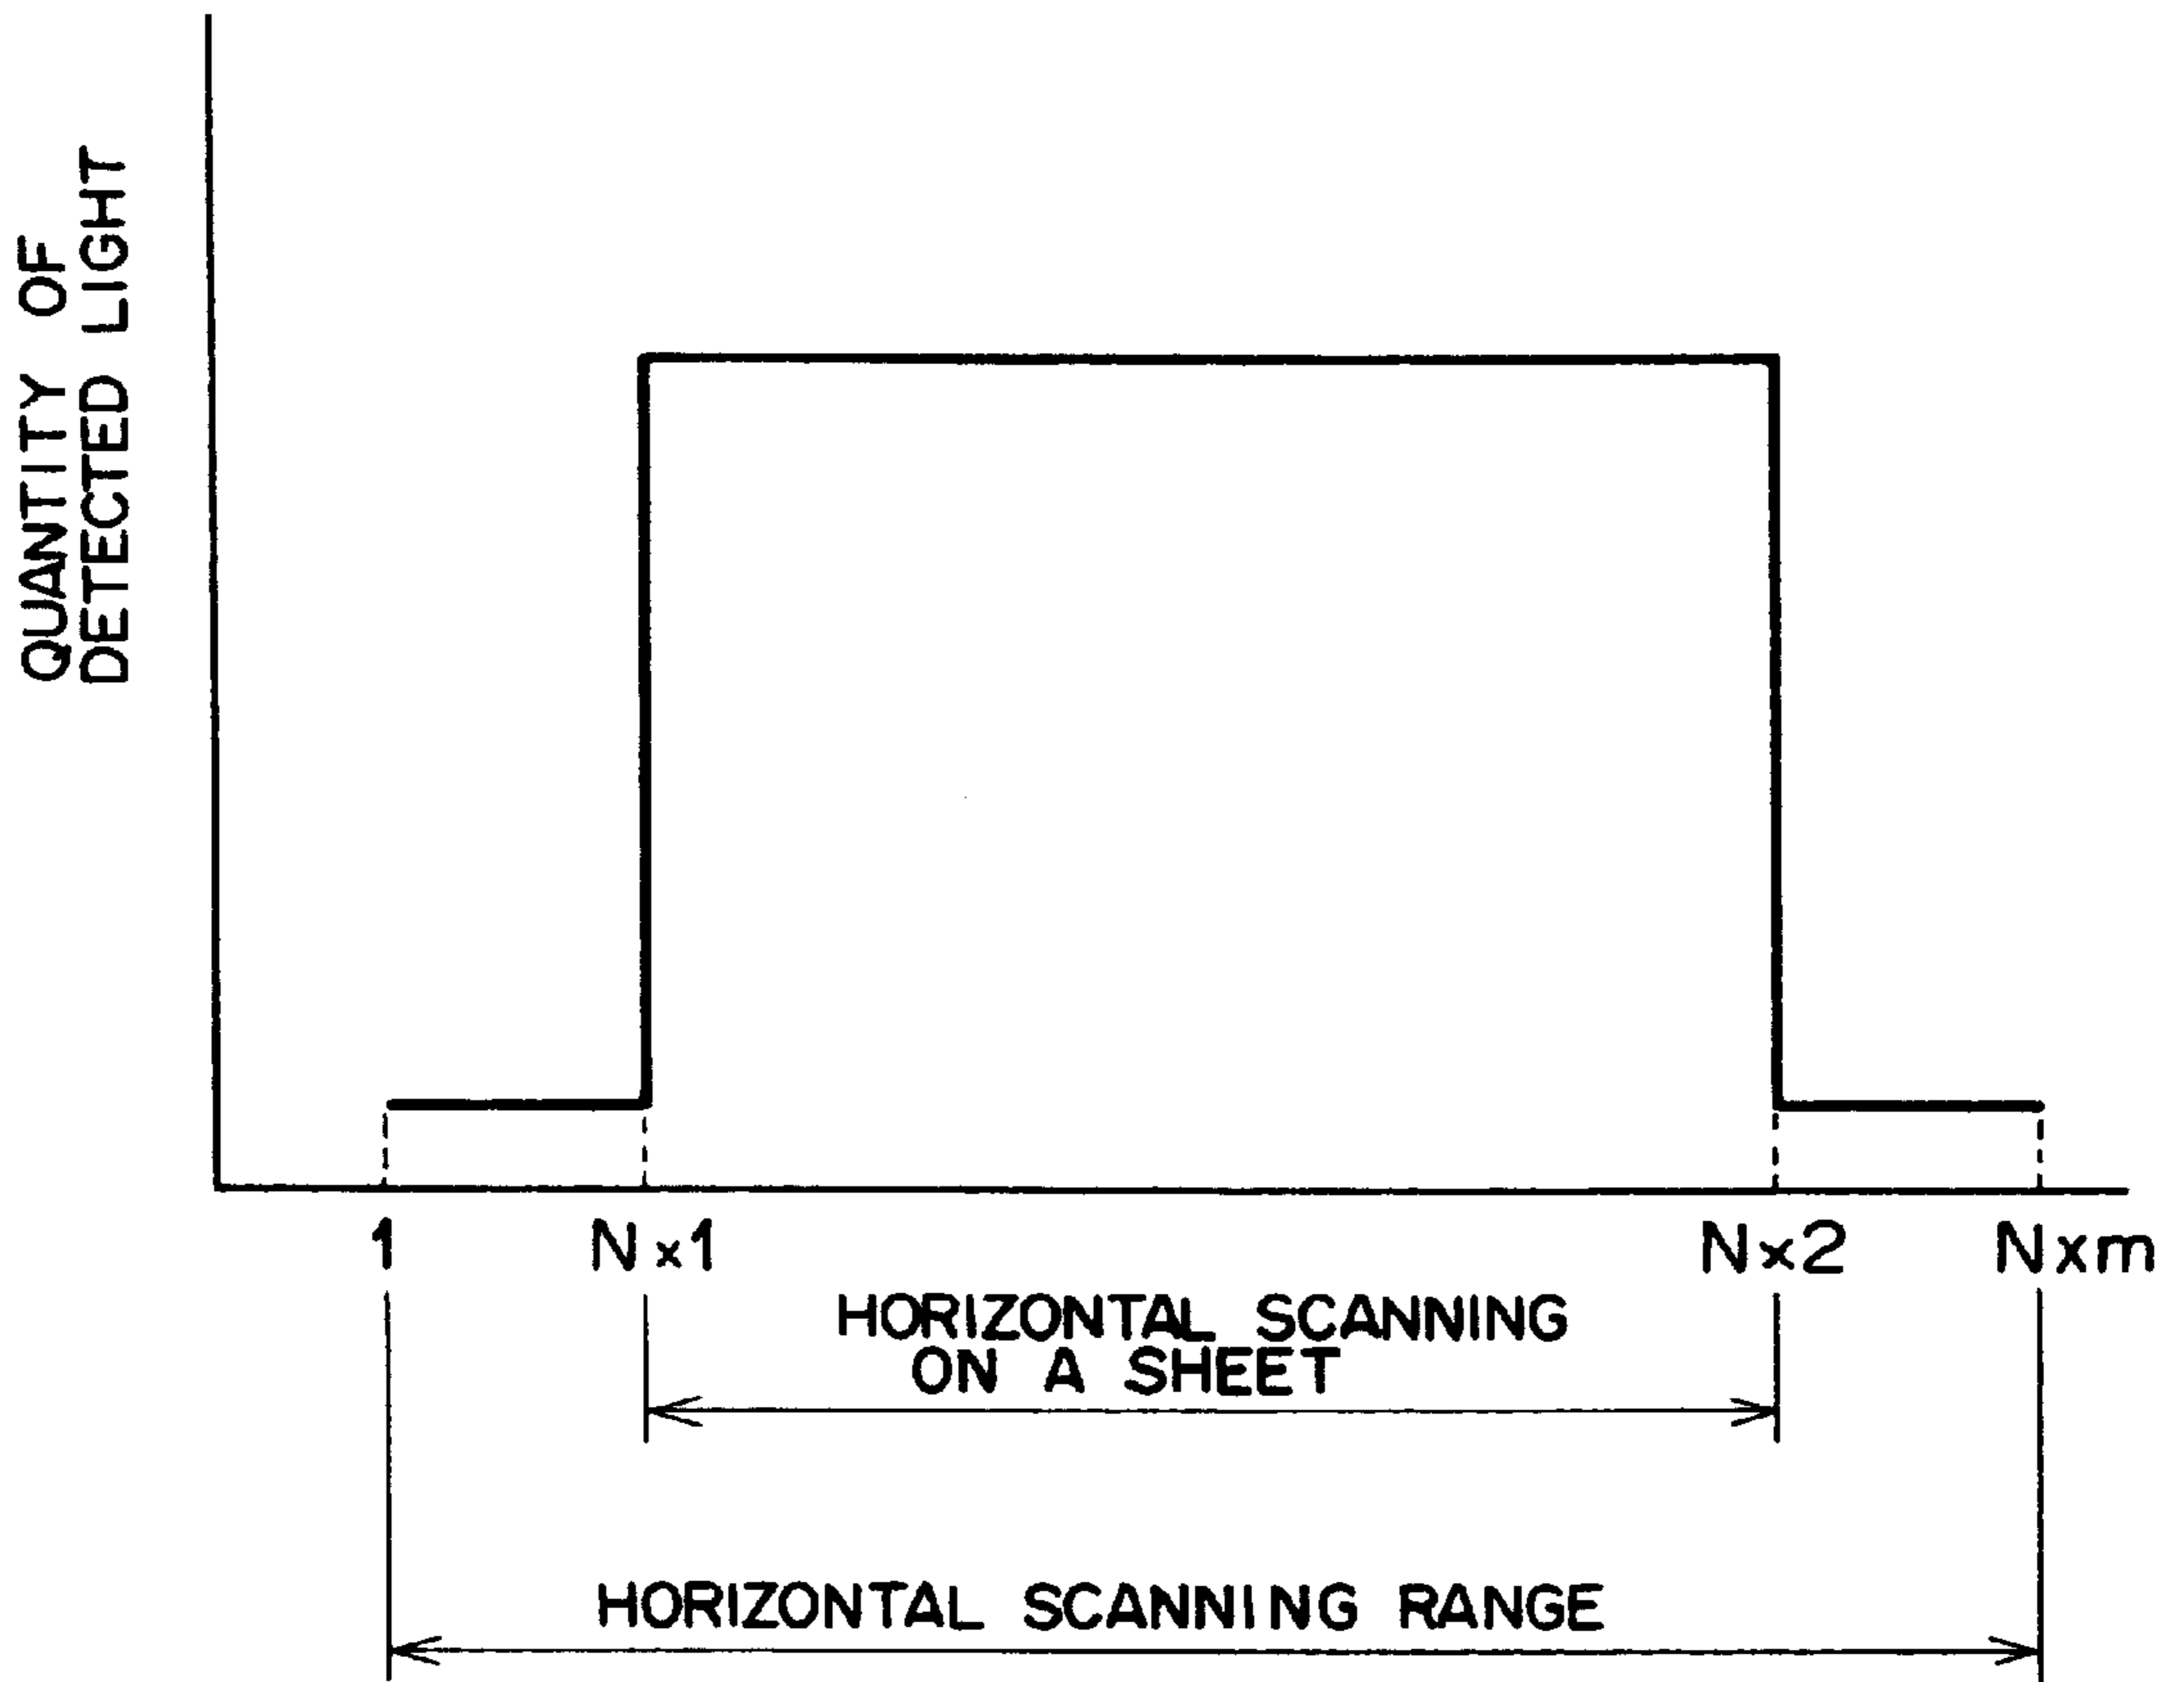 QUANTITY OF
DETECTED LIGHT
1
Nx1
Nx2
Nxm
HORIZONTAL SCANNING
ON A SHEET
HORIZONTAL SCANNING RANGE